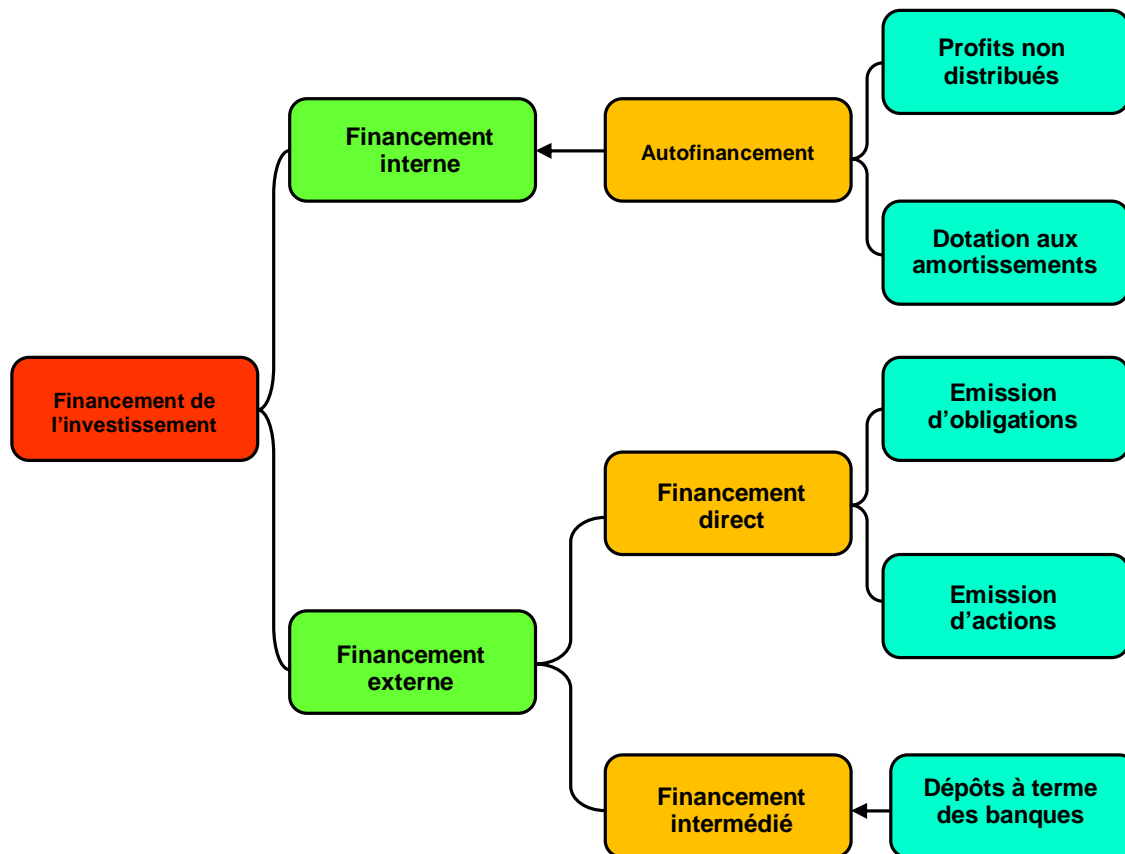 Profits non
distribués
Financement
interne
Autofinancement
Dotation aux
amortissements
Financement de
l’investissement
Emission
d’obligations
Financement
direct
Emission
d’actions
Financement
externe
Financement
intermédié
Dépôts à terme
des banques